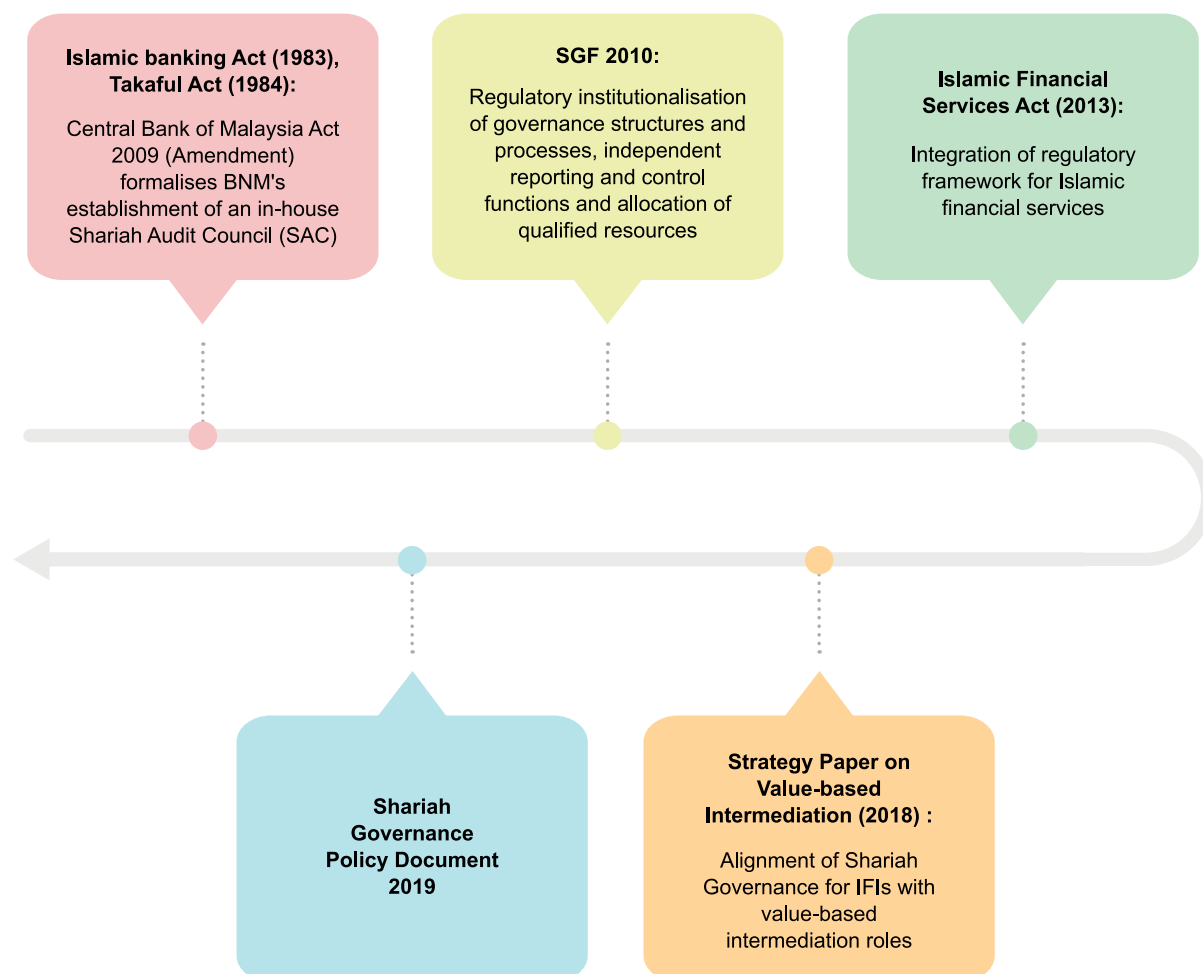 Islamic banking Act (1983),
Takaful Act (1984):
Central Bank of Malaysia Act
2009 (Amendment)
formalises BNM's
establishment of an in-house
Shariah Audit Council (SAC)
SGF 2010:
Regulatory institutionalisation
of governance structures and
processes, independent
reporting and control
functions and allocation of
qualified resources
Islamic Financial
Services Act (2013):
Integration of regulatory
framework for Islamic
financial services
Strategy Paper on
Value-based
Intermediation (2018) :
Alignment of Shariah
Governance for IFIs with
value-based
intermediation roles
Shariah
Governance
Policy Document
2019